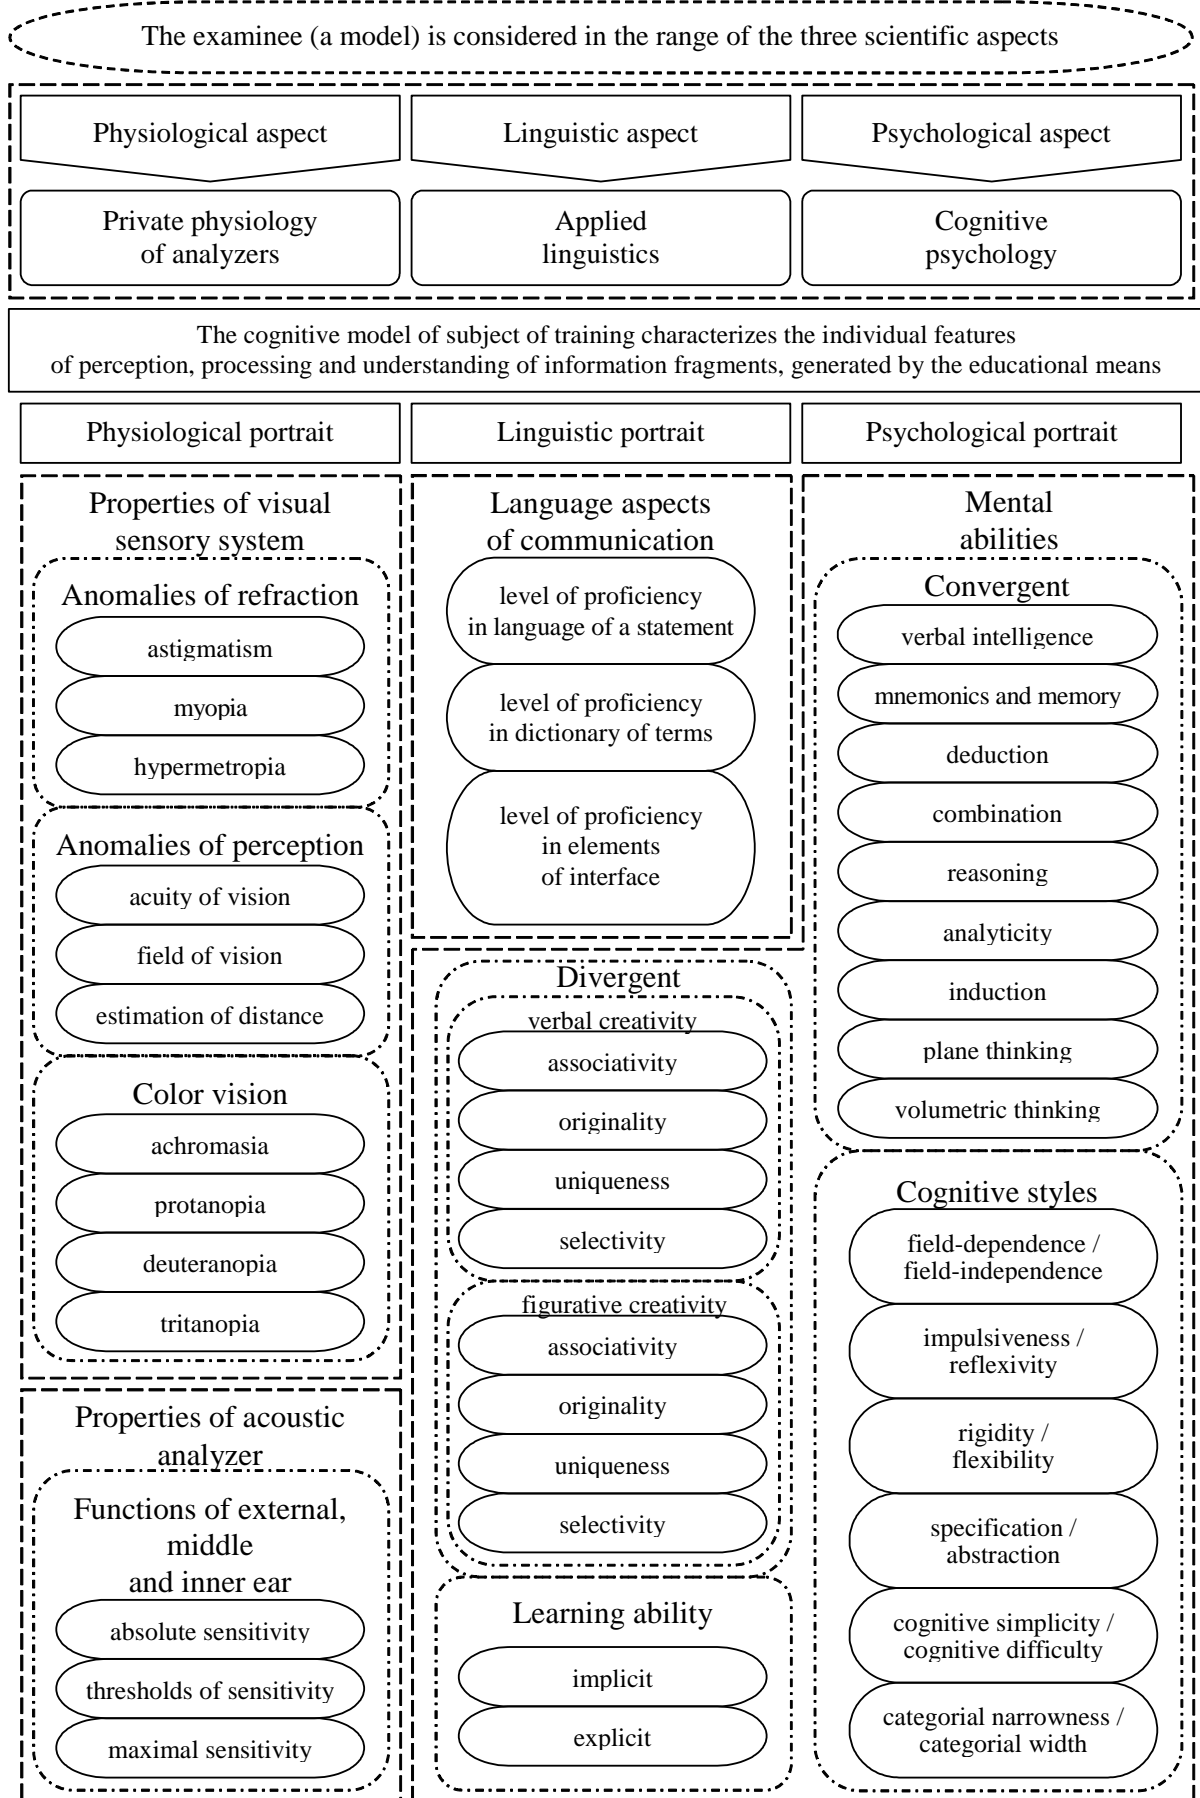 The examinee (a model) is considered in the range of the three scientific aspects
Physiological aspect
Linguistic aspect
Psychological aspect
Private physiology
of analyzers
Applied
linguistics
Cognitive
psychology
The cognitive model of subject of training characterizes the individual features
of perception, processing and understanding of information fragments, generated by the educational means
Physiological portrait
Linguistic portrait
Psychological portrait
Properties of visual
sensory system
Anomalies of refraction
astigmatism
myopia
hypermetropia
Anomalies of perception
acuity of vision
field of vision
estimation of distance
Color vision
achromasia
protanopia
deuteranopia
tritanopia
Properties of acoustic
analyzer
Functions of external,
middle
and inner ear
absolute sensitivity
thresholds of sensitivity
maximal sensitivity
Language aspects
of communication
level of proficiency
in language of a statement
level of proficiency
in dictionary of terms
level of proficiency
in elements
of interface
Mental
abilities
Convergent
verbal intelligence
mnemonics and memory
deduction
combination
reasoning
analyticity
induction
plane thinking
volumetric thinking
Divergent
verbal creativity
associativity
originality
uniqueness
selectivity
figurative creativity
associativity
originality
uniqueness
selectivity
Learning ability
implicit
explicit
Cognitive styles
field-dependence /
field-independence
impulsiveness /
reflexivity
rigidity /
flexibility
specification /
abstraction
cognitive simplicity /
cognitive difficulty
categorial narrowness /
categorial width